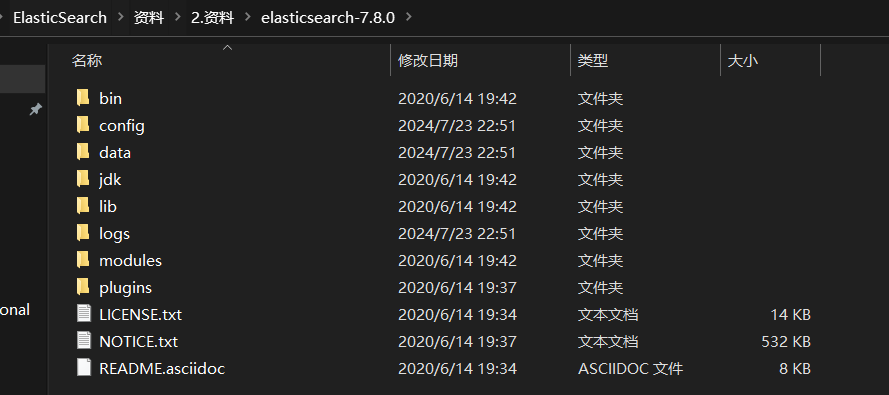 ElasticSearch > 资料 > 2.资料 > elasticsearch-7.8.0 >
名称 修改日期 类型 大小
bin 2020/6/14 19:42 文件夹
config 2024/7/23 22:51 文件夹
data 2024/7/23 22:51 文件夹
jdk 2020/6/14 19:42 文件夹
lib 2020/6/14 19:42 文件夹
logs 2024/7/23 22:51 文件夹
modules 2020/6/14 19:42 文件夹
plugins 2020/6/14 19:37 文件夹
onal
LICENSE.txt 2020/6/14 19:34 文本文档 14 KB
NOTICE.txt 2020/6/14 19:37 文本文档 532 KB
README.asciidoc 2020/6/14 19:34 ASCIIDOC 文件 8 KB